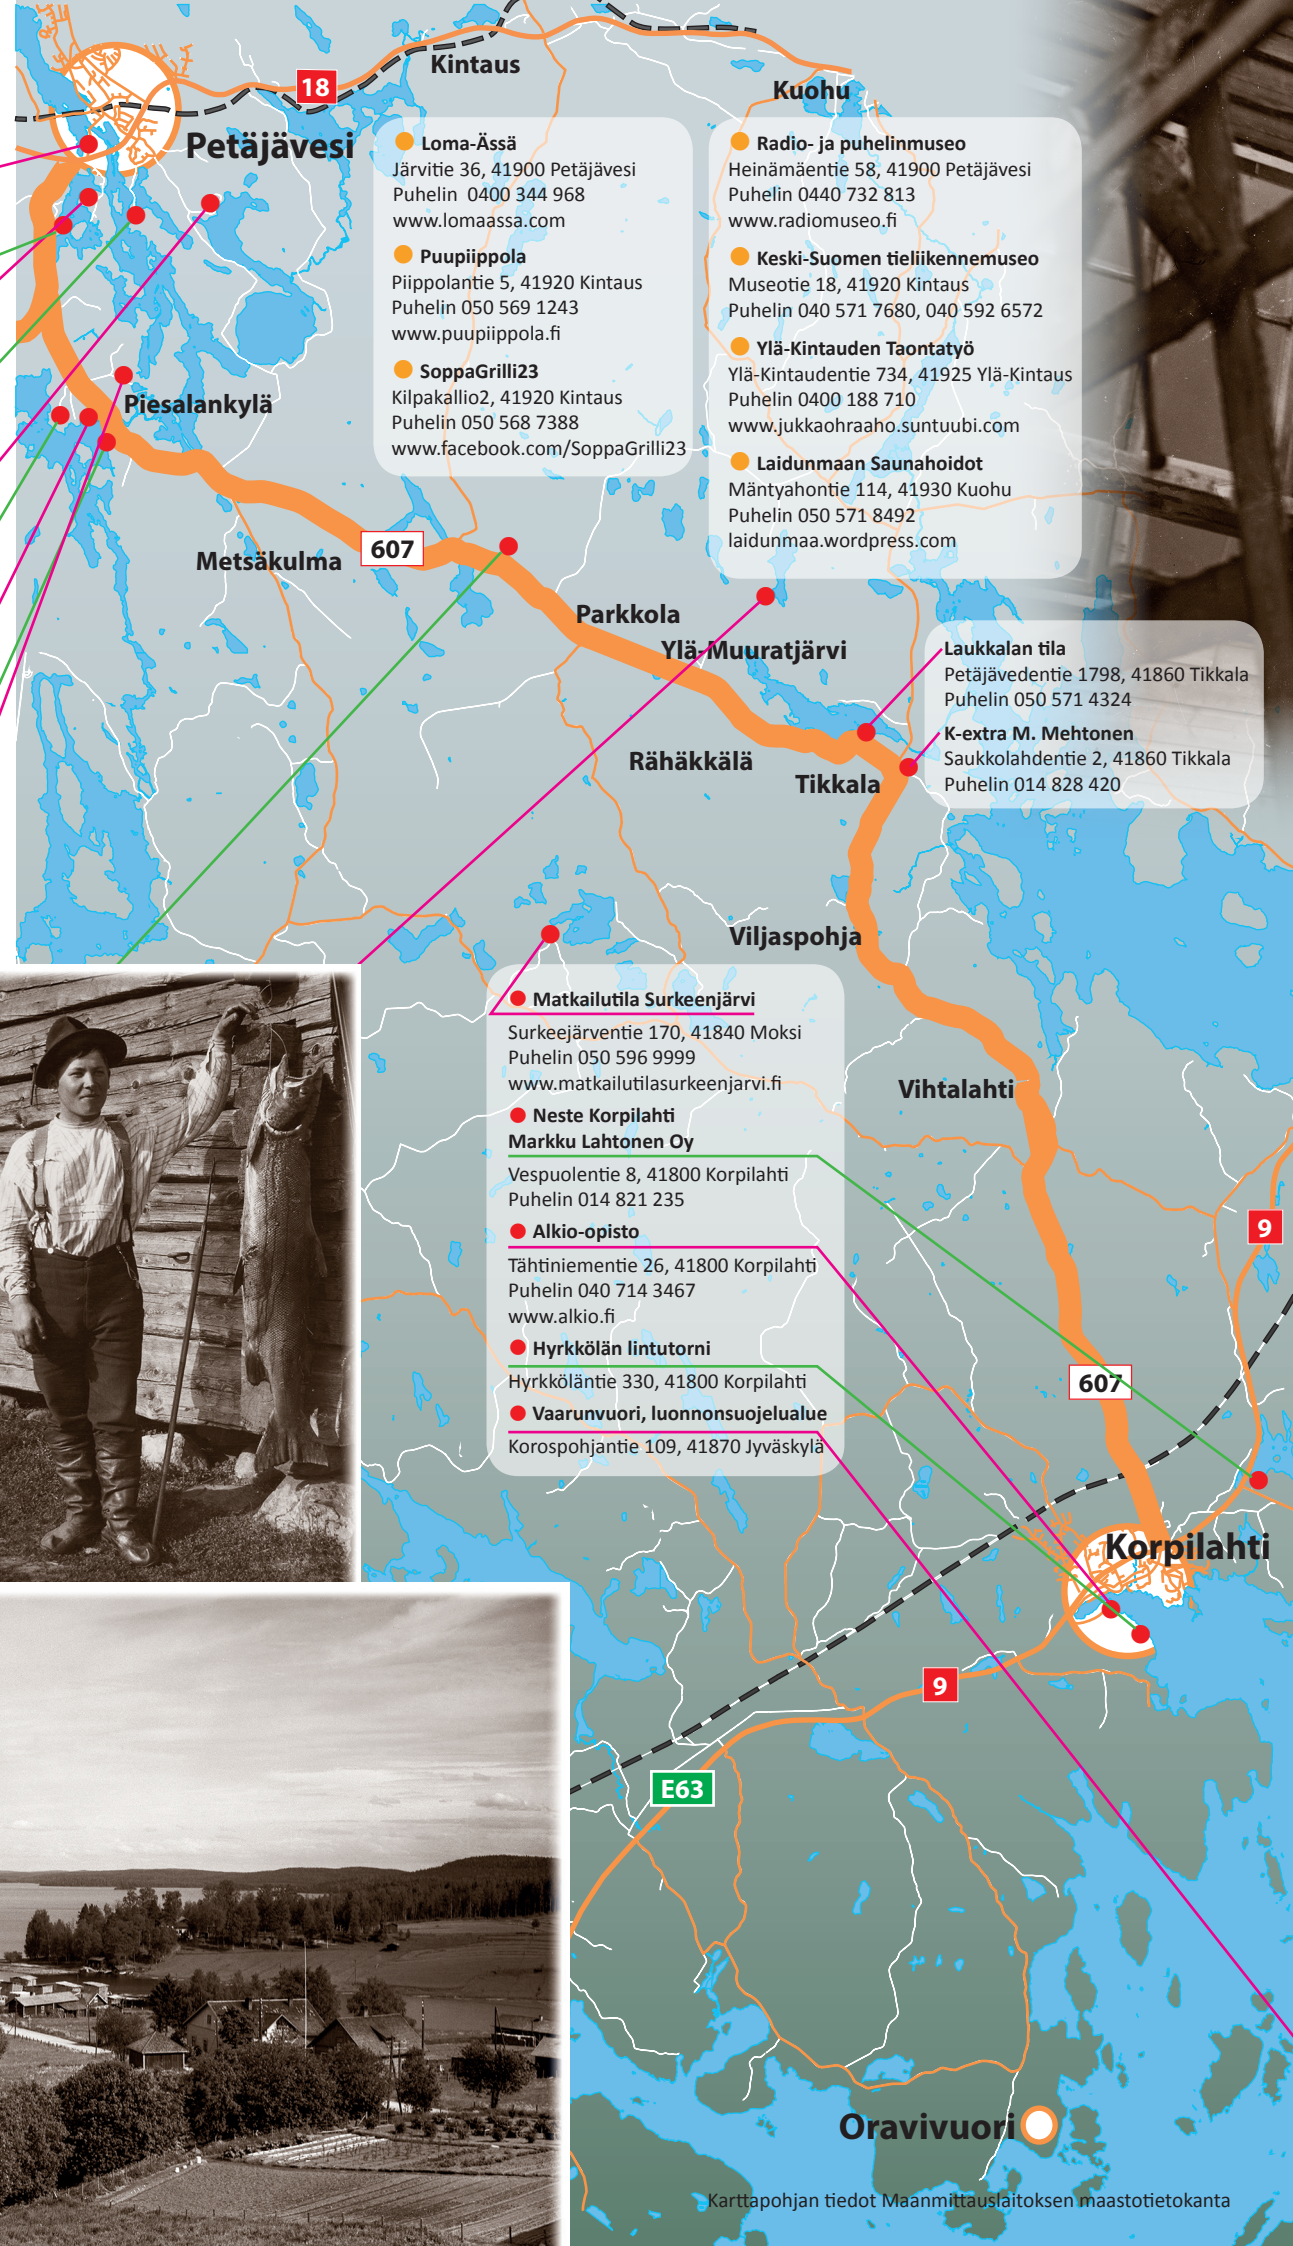 Kintaus
18
Kuohu
Petäjävesi
Loma-Ässä
Järvitie 36, 41900 Petäjävesi
Puhelin 0400 344 968
www.lomaassa.com
Puupiippola
Piippolantie 5, 41920 Kintaus
Puhelin 050 569 1243
www.puupiippola.fi
SoppaGrilli23
Kilpakallio2, 41920 Kintaus
Puhelin 050 568 7388
www.facebook.com/SoppaGrilli23
Radio- ja puhelinmuseo
Heinämäentie 58, 41900 Petäjävesi
Puhelin 0440 732 813
www.radiomuseo.fi
Keski-Suomen tieliikennemuseo
Museotie 18, 41920 Kintaus
Puhelin 040 571 7680, 040 592 6572
Ylä-Kintauden Taontatyö
Ylä-Kintaudentie 734, 41925 Ylä-Kintaus
Puhelin 0400 188 710
www.jukkaohraaho.suntuubi.com
Laidunmaan Saunahoidot
Mäntyahontie 114, 41930 Kuohu
Puhelin 050 571 8492
laidunmaa.wordpress.com
Piesalankylä
Metsäkulma
607
Parkkola
Ylä-Muuratjärvi
Laukkalan tila
Petäjävedentie 1798, 41860 Tikkala
Puhelin 050 571 4324
K-extra M. Mehtonen
Saukkolahdentie 2, 41860 Tikkala
Puhelin 014 828 420
Rähäkkälä
Tikkala
Viljaspohja
Matkailutila Surkeenjärvi
Surkeejärventie 170, 41840 Moksi
Puhelin 050 596 9999
www.matkailutilasurkeenjarvi.fi
Neste Korpilahti
Markku Lahtonen Oy
Vespuolentie 8, 41800 Korpilahti
Puhelin 014 821 235
Alkio-opisto
Tähtiniementie 26, 41800 Korpilahti
Puhelin 040 714 3467
www.alkio.fi
Hyrkkölän lintutorni
Hyrkköläntie 330, 41800 Korpilahti
Vaarunvuori, luonnonsuojelualue
Korospohjantie 109, 41870 Jyväskylä
Vihtalahti
9
607
Korpilahti
9
E63
Oravivuori
Karttapohjan tiedot Maanmittauslaitoksen maastotietokanta